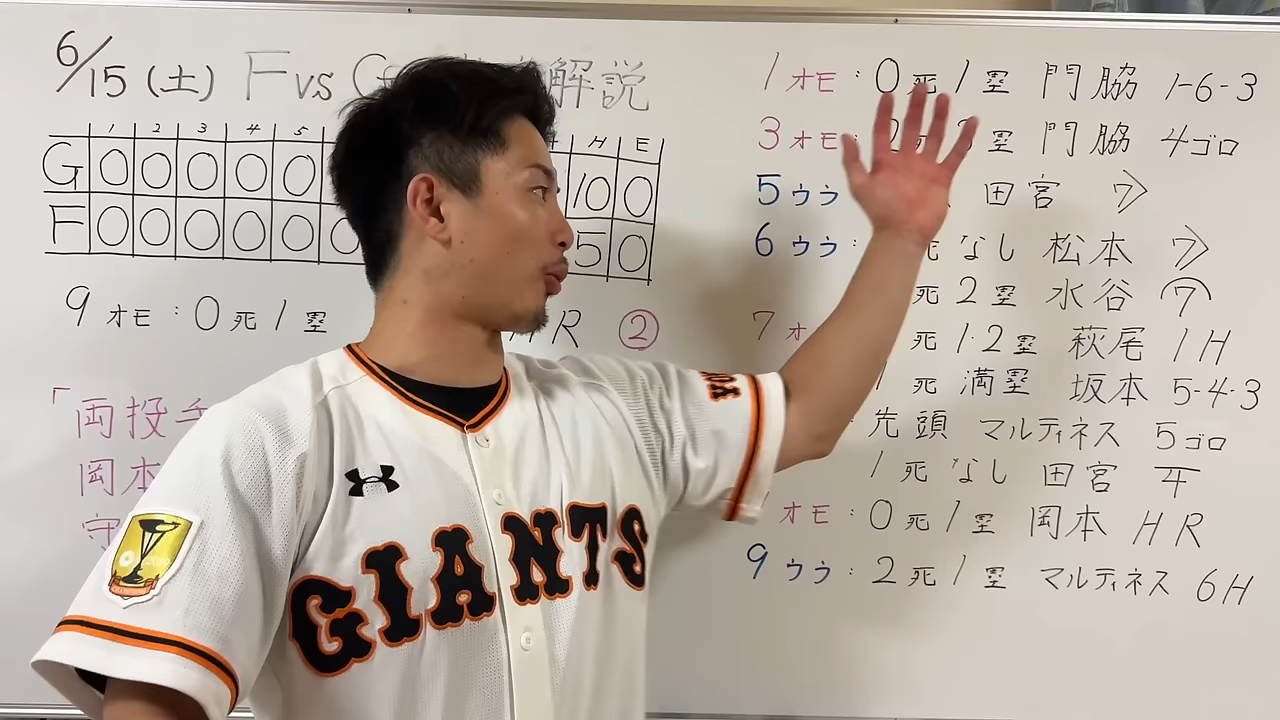 6/15(土) F vs G 解説
1 2 3 4 5 H E
G 0 0 0 0 0 10 0
F 0 0 0 0 0 0 5 0
9オモ:0死1塁 HR ②
「両投手
岡本
守
1オモ:0死1塁 門脇 1-6-3
3オモ:2 塁 門脇 4ゴロ
5ウラ 田宮 7>
6ウラ: 死なし 松本 7>
死2塁 水谷 7
7オ 死1・2塁 萩尾 1H
1死満塁 坂本 5-4-3
先頭 マルティネス 5ゴロ
1死なし 田宮 4
オモ:0死1塁 岡本 HR
9ウラ:2死1塁 マルティネス 6H
GIANTS